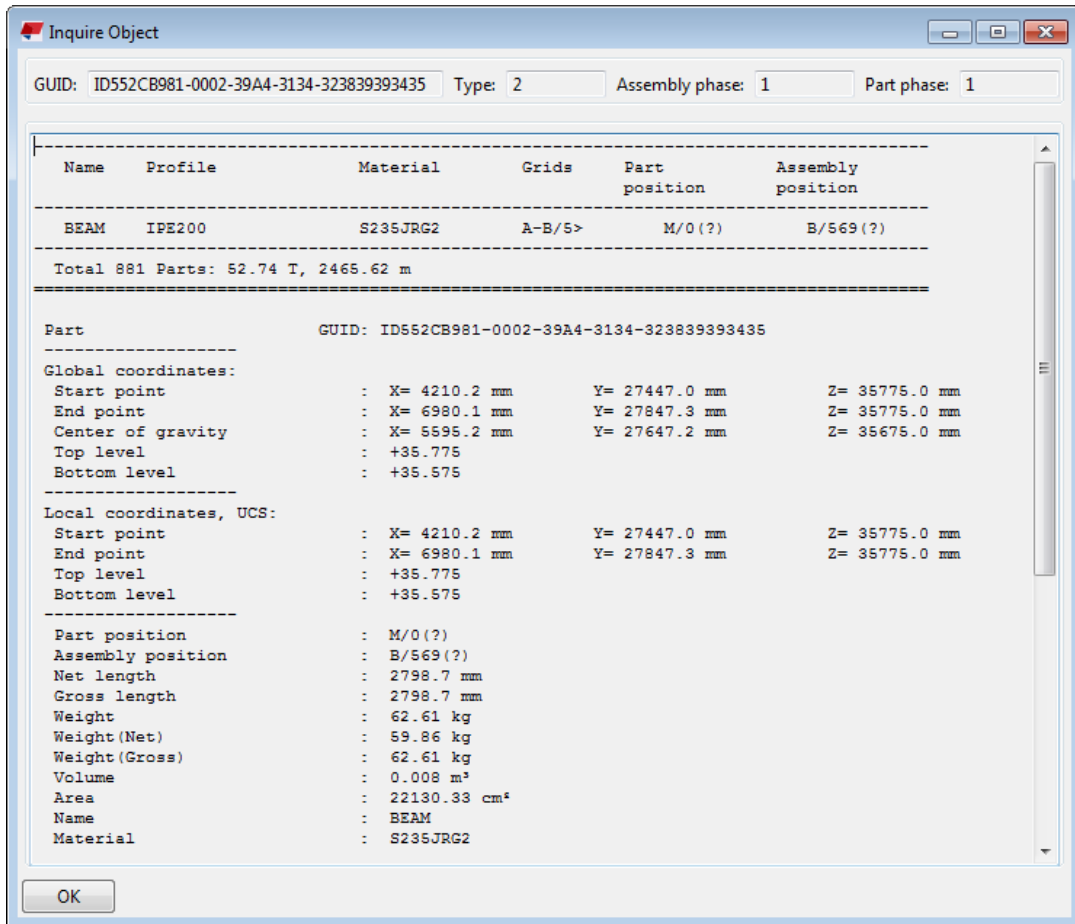 Inquire Object
GUID: ID552CB981-0002-39A4-3134-323839393435 Type: 2 Assembly phase: 1 Part phase: 1
Name Profile Material Grids Part Assembly
position position
BEAM IPE200 S235JRG2 A-B/5> M/0(?) B/569(?)
Total 881 Parts: 52.74 T, 2465.62 m
Part GUID: ID552CB981-0002-39A4-3134-323839393435
Global coordinates:
Start point : X= 4210.2 mm Y= 27447.0 mm Z= 35775.0 mm
End point : X= 6980.1 mm Y= 27847.3 mm Z= 35775.0 mm
Center of gravity : X= 5595.2 mm Y= 27647.2 mm Z= 35675.0 mm
Top level : +35.775
Bottom level : +35.575
Local coordinates, UCS:
Start point : X= 4210.2 mm Y= 27447.0 mm Z= 35775.0 mm
End point : X= 6980.1 mm Y= 27847.3 mm Z= 35775.0 mm
Top level : +35.775
Bottom level : +35.575
Part position : M/0(?)
Assembly position : B/569(?)
Net length : 2798.7 mm
Gross length : 2798.7 mm
Weight : 62.61 kg
Weight(Net) : 59.86 kg
Weight(Gross) : 62.61 kg
Volume : 0.008 m³
Area : 22130.33 cm²
Name : BEAM
Material : S235JRG2
OK